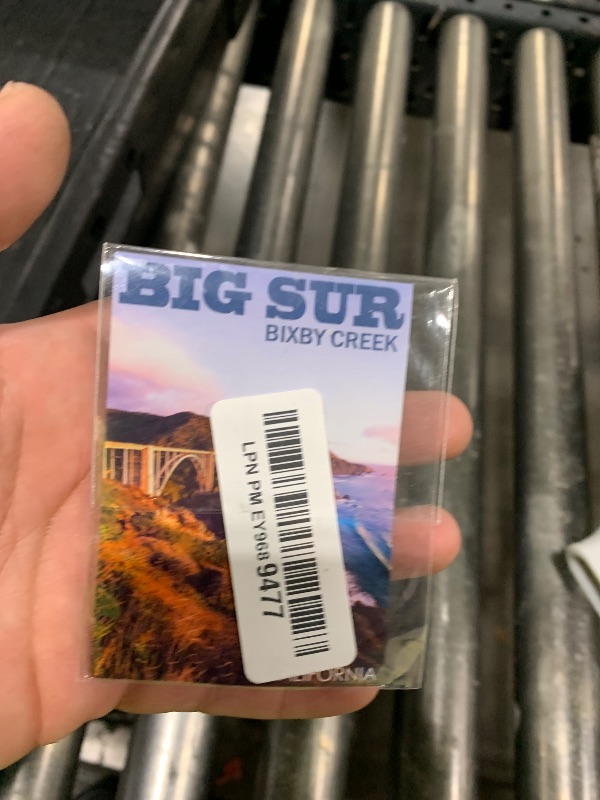 BIG SUR
BIXBY CREEK
LPN PM EY968 9477